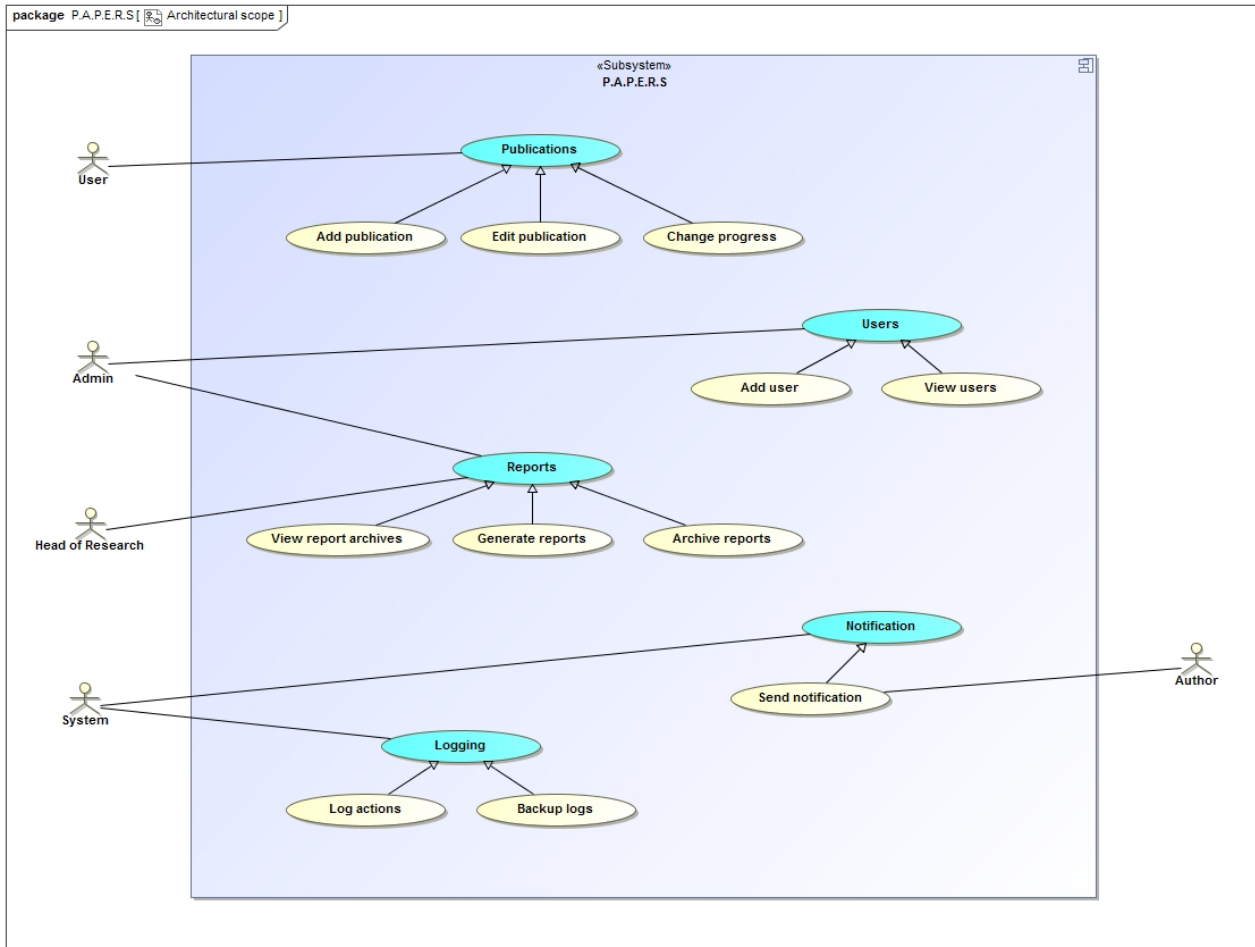 package P.A.P.E.R.S [ Architectural scope ]
«Subsystem»
P.A.P.E.R.S
Publications
User
Add publication
Edit publication
Change progress
Users
Admin
Add user
View users
Reports
Head of Research
View report archives
Generate reports
Archive reports
Notification
Author
Send notification
System
Logging
Log actions
Backup logs